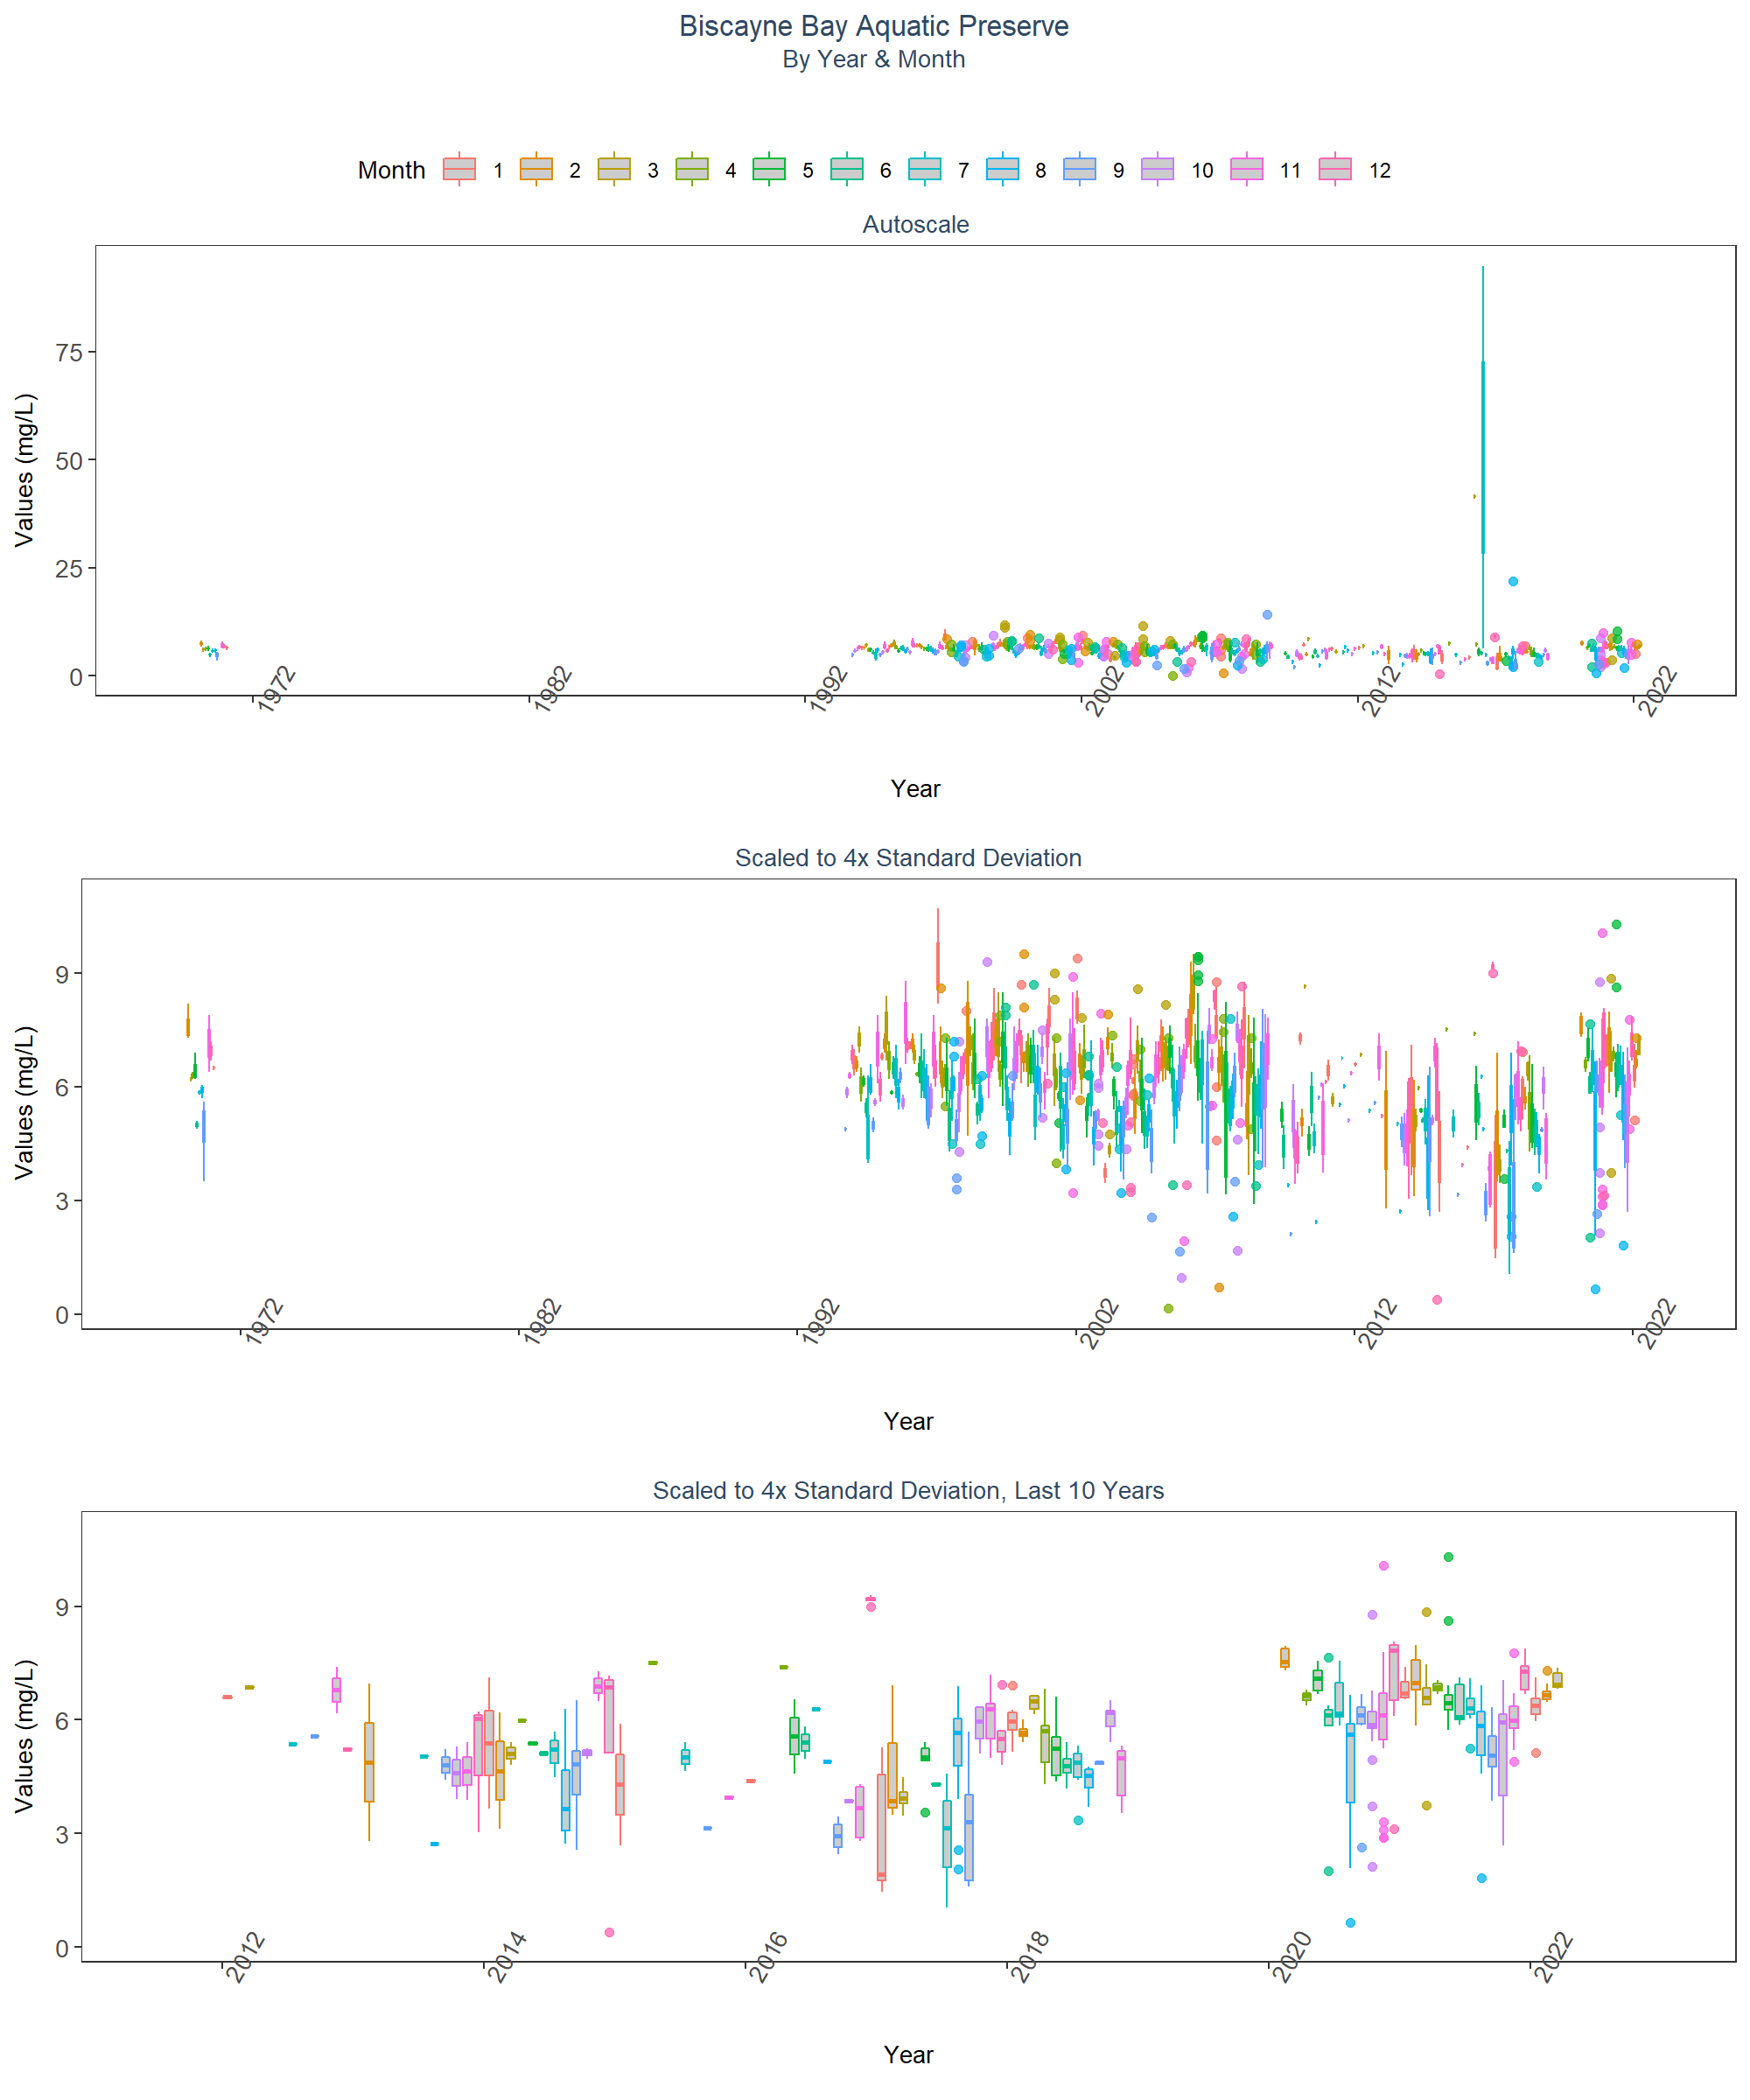 Biscayne Bay Aquatic Preserve
By Year & Month
Month 1 2 3 4 5 6 7 8 9 10 11 12
Autoscale
Values (mg/L)
75
50
25
0
1972 1982 1992 2002 2012 2022
Year
Scaled to 4x Standard Deviation
Values (mg/L)
9
6
3
0
1972 1982 1992 2002 2012 2022
Year
Scaled to 4x Standard Deviation, Last 10 Years
Values (mg/L)
9
6
3
0
2012 2014 2016 2018 2020 2022
Year